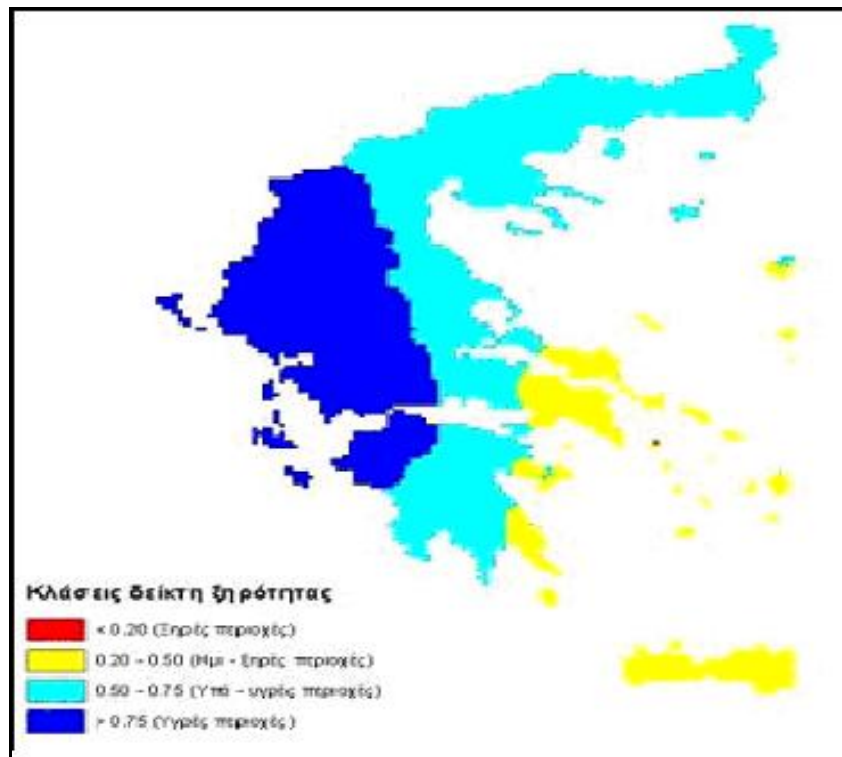 Κλάσεις δείκτη ξηρότητας
< 0.20 (Ξηρές περιοχές)
0.20 - 0.50 (Ημι - ξηρές περιοχές)
0.50 - 0.75 (Υπό - υγρές περιοχές)
> 0.75 (Υγρές περιοχές)